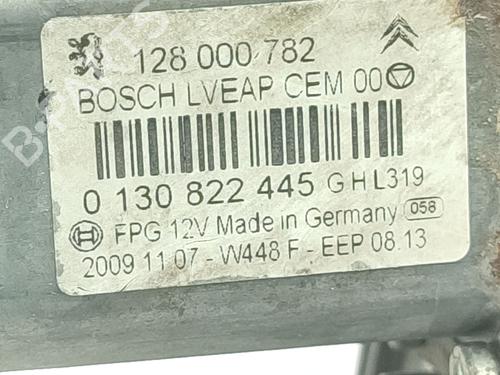 128 000 782
BOSCH LVEAP CEM 00
0 130 822 445 GHL319
FPG 12V Made in Germany 058
2009 11 07 - W448 F - EEP 08.13